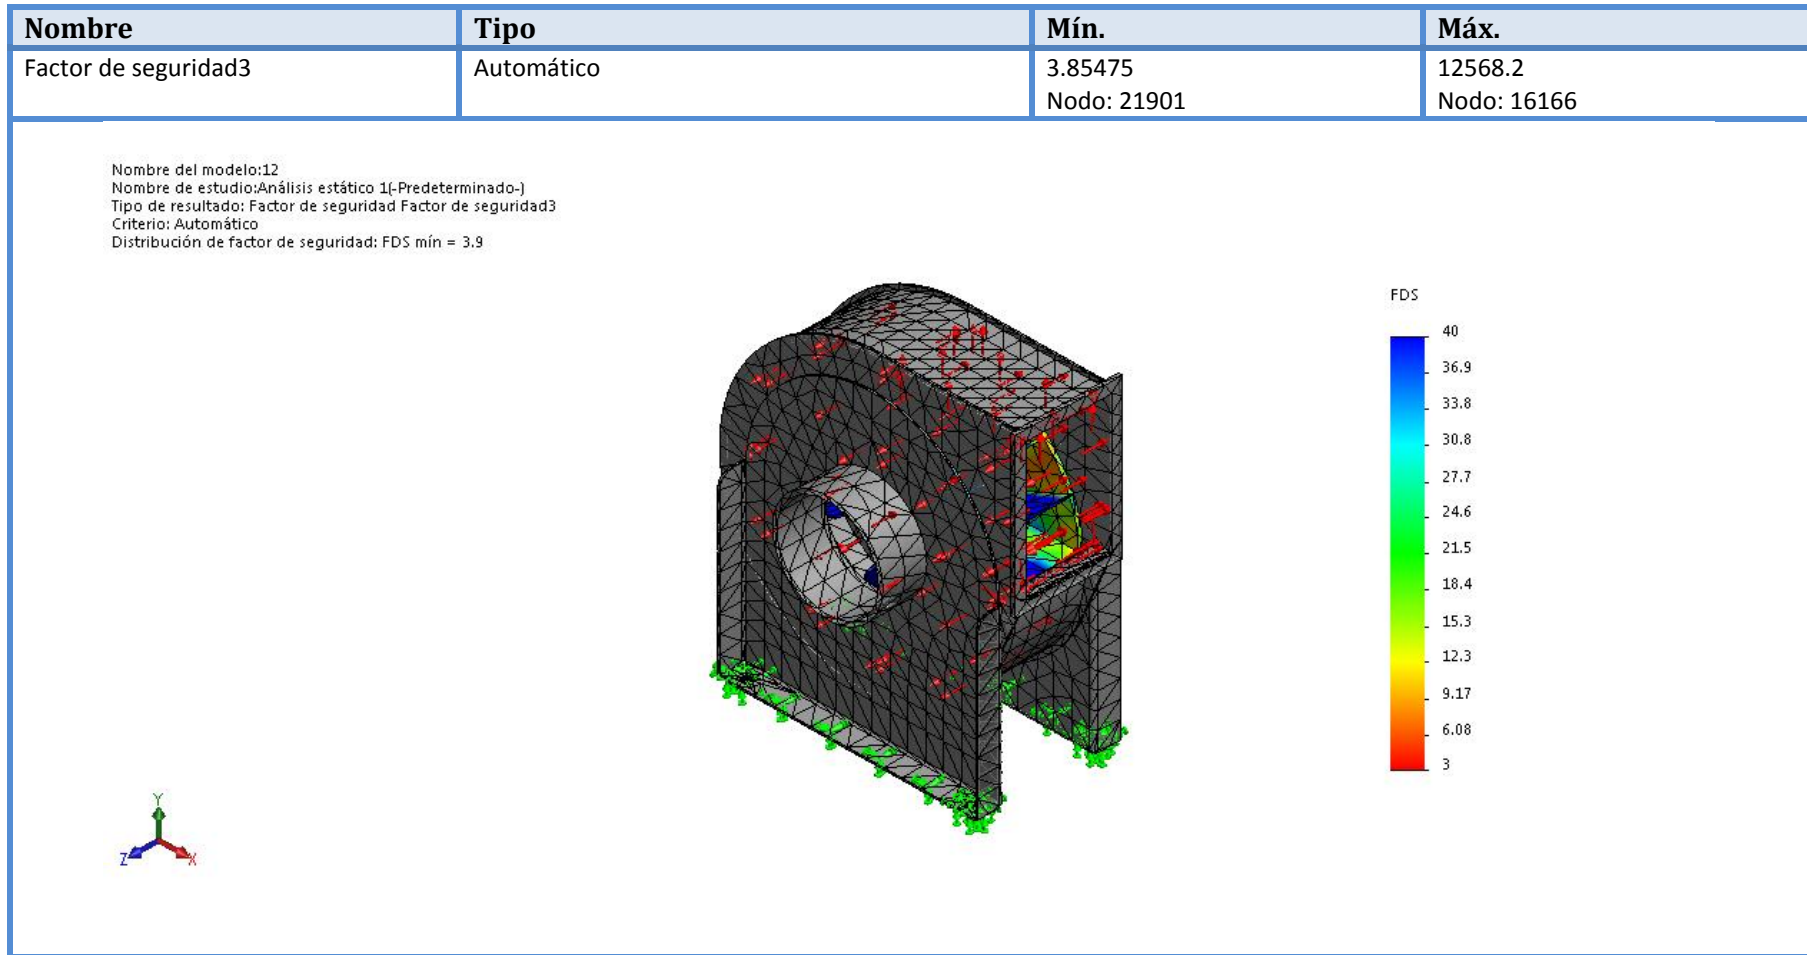 Nombre Tipo Mín. Máx.
Factor de seguridad3 Automático 3.85475 12568.2
Nodo: 21901 Nodo: 16166
Nombre del modelo:12
Nombre de estudio:Análisis estático 1(-Predeterminado-)
Tipo de resultado: Factor de seguridad Factor de seguridad3
Criterio: Automático
Distribución de factor de seguridad: FDS mín = 3.9
FDS
40
36.9
33.8
30.8
27.7
24.6
21.5
18.4
15.3
12.3
9.17
6.08
3
Y
Z X